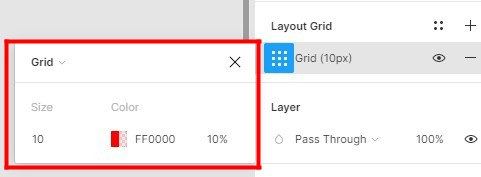 Layout Grid
Grid
Grid (10px)
Size
Color
10
FF0000
10%
Layer
Pass Through
100%